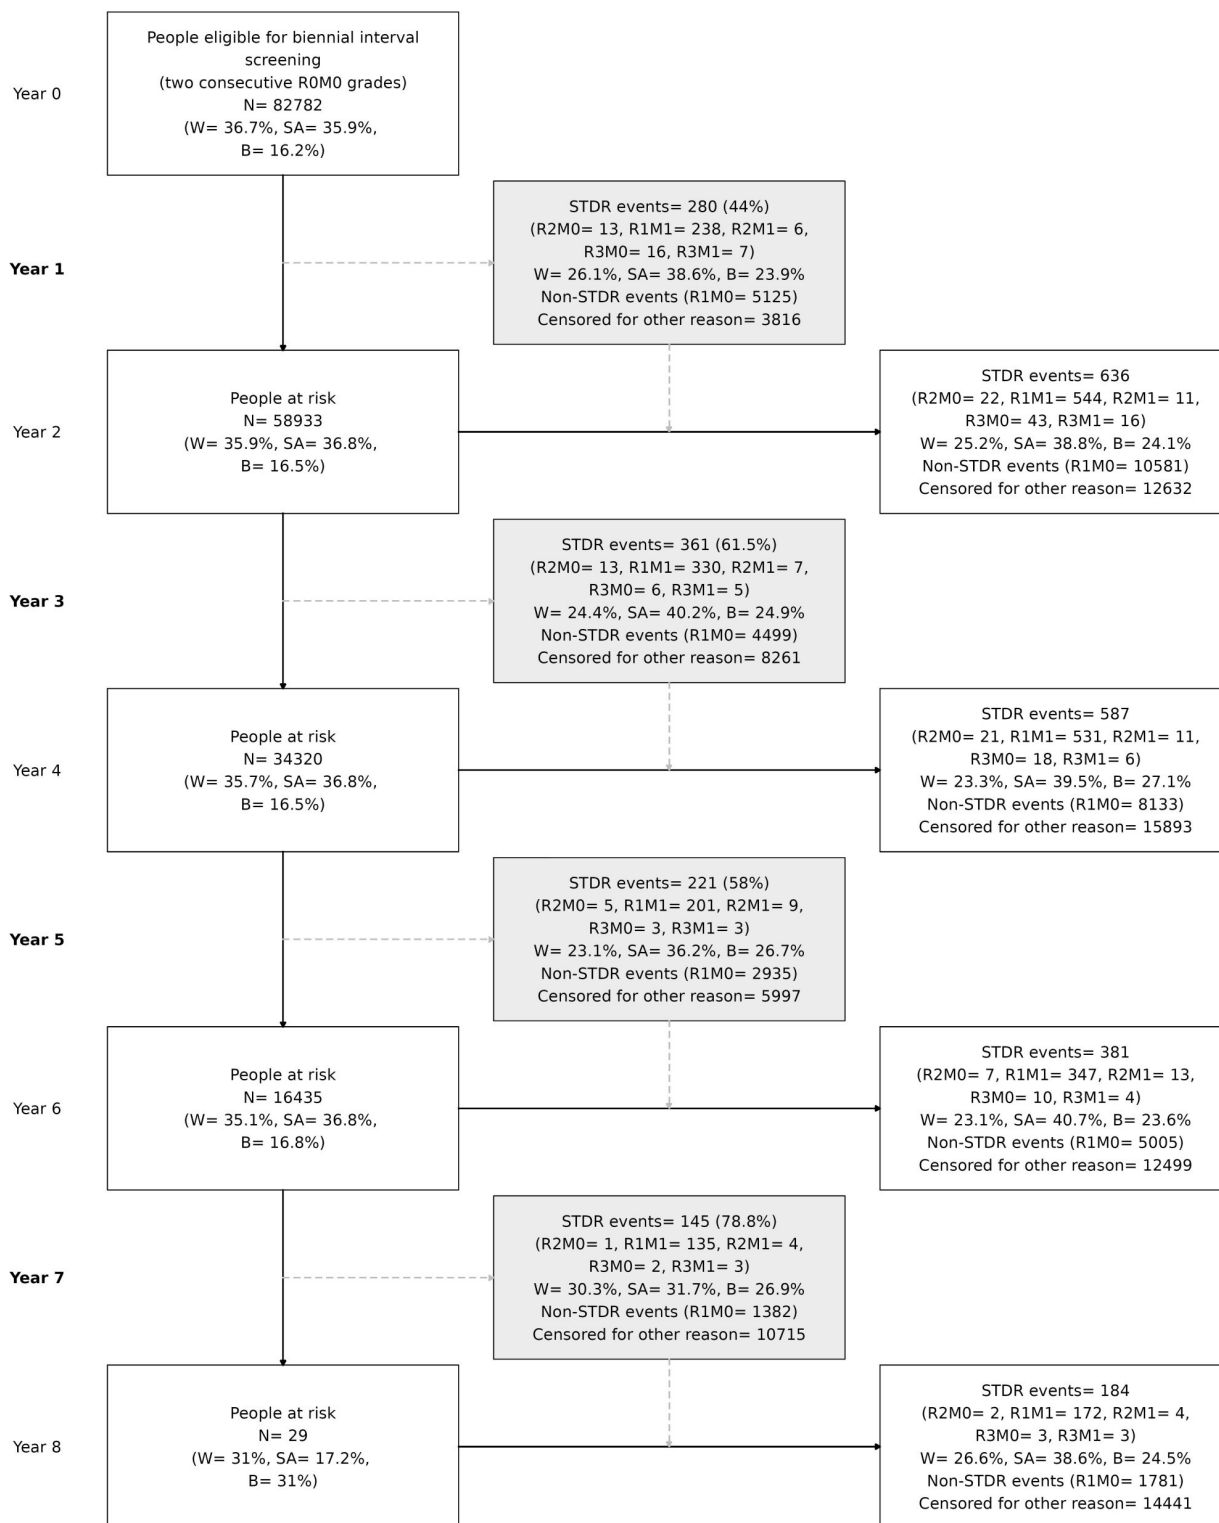 People eligible for biennial interval
screening
(two consecutive R0M0 grades)
N= 82782
(W= 36.7%, SA= 35.9%,
B= 16.2%)
Year 0
STDR events= 280 (44%)
(R2M0= 13, R1M1= 238, R2M1= 6,
R3M0= 16, R3M1= 7)
W= 26.1%, SA= 38.6%, B= 23.9%
Non-STDR events (R1M0= 5125)
Censored for other reason= 3816
Year 1
People at risk
N= 58933
(W= 35.9%, SA= 36.8%,
B= 16.5%)
Year 2
STDR events= 636
(R2M0= 22, R1M1= 544, R2M1= 11,
R3M0= 43, R3M1= 16)
W= 25.2%, SA= 38.8%, B= 24.1%
Non-STDR events (R1M0= 10581)
Censored for other reason= 12632
STDR events= 361 (61.5%)
(R2M0= 13, R1M1= 330, R2M1= 7,
R3M0= 6, R3M1= 5)
W= 24.4%, SA= 40.2%, B= 24.9%
Non-STDR events (R1M0= 4499)
Censored for other reason= 8261
Year 3
People at risk
N= 34320
(W= 35.7%, SA= 36.8%,
B= 16.5%)
Year 4
STDR events= 587
(R2M0= 21, R1M1= 531, R2M1= 11,
R3M0= 18, R3M1= 6)
W= 23.3%, SA= 39.5%, B= 27.1%
Non-STDR events (R1M0= 8133)
Censored for other reason= 15893
STDR events= 221 (58%)
(R2M0= 5, R1M1= 201, R2M1= 9,
R3M0= 3, R3M1= 3)
W= 23.1%, SA= 36.2%, B= 26.7%
Non-STDR events (R1M0= 2935)
Censored for other reason= 5997
Year 5
People at risk
N= 16435
(W= 35.1%, SA= 36.8%,
B= 16.8%)
Year 6
STDR events= 381
(R2M0= 7, R1M1= 347, R2M1= 13,
R3M0= 10, R3M1= 4)
W= 23.1%, SA= 40.7%, B= 23.6%
Non-STDR events (R1M0= 5005)
Censored for other reason= 12499
STDR events= 145 (78.8%)
(R2M0= 1, R1M1= 135, R2M1= 4,
R3M0= 2, R3M1= 3)
W= 30.3%, SA= 31.7%, B= 26.9%
Non-STDR events (R1M0= 1382)
Censored for other reason= 10715
Year 7
People at risk
N= 29
(W= 31%, SA= 17.2%,
B= 31%)
Year 8
STDR events= 184
(R2M0= 2, R1M1= 172, R2M1= 4,
R3M0= 3, R3M1= 3)
W= 26.6%, SA= 38.6%, B= 24.5%
Non-STDR events (R1M0= 1781)
Censored for other reason= 14441